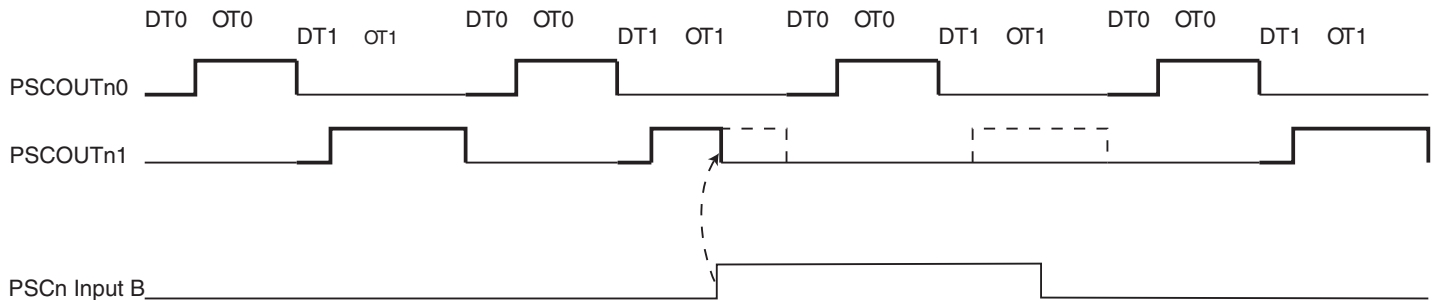 DT0 OT0 DT0 OT0 DT0 OT0 DT0 OT0
DT1 OT1 DT1 OT1 DT1 OT1 DT1 OT1
PSCOUTn0
PSCOUTn1
PSCn Input B